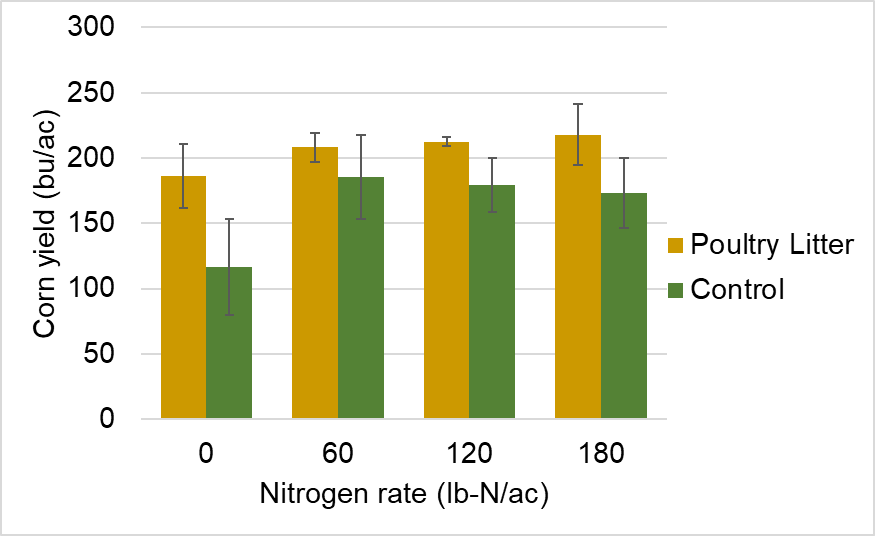 300
250
200
150
100
50
0
Corn yield (bu/ac)
0 60 120 180
Nitrogen rate (lb-N/ac)
Poultry Litter
Control